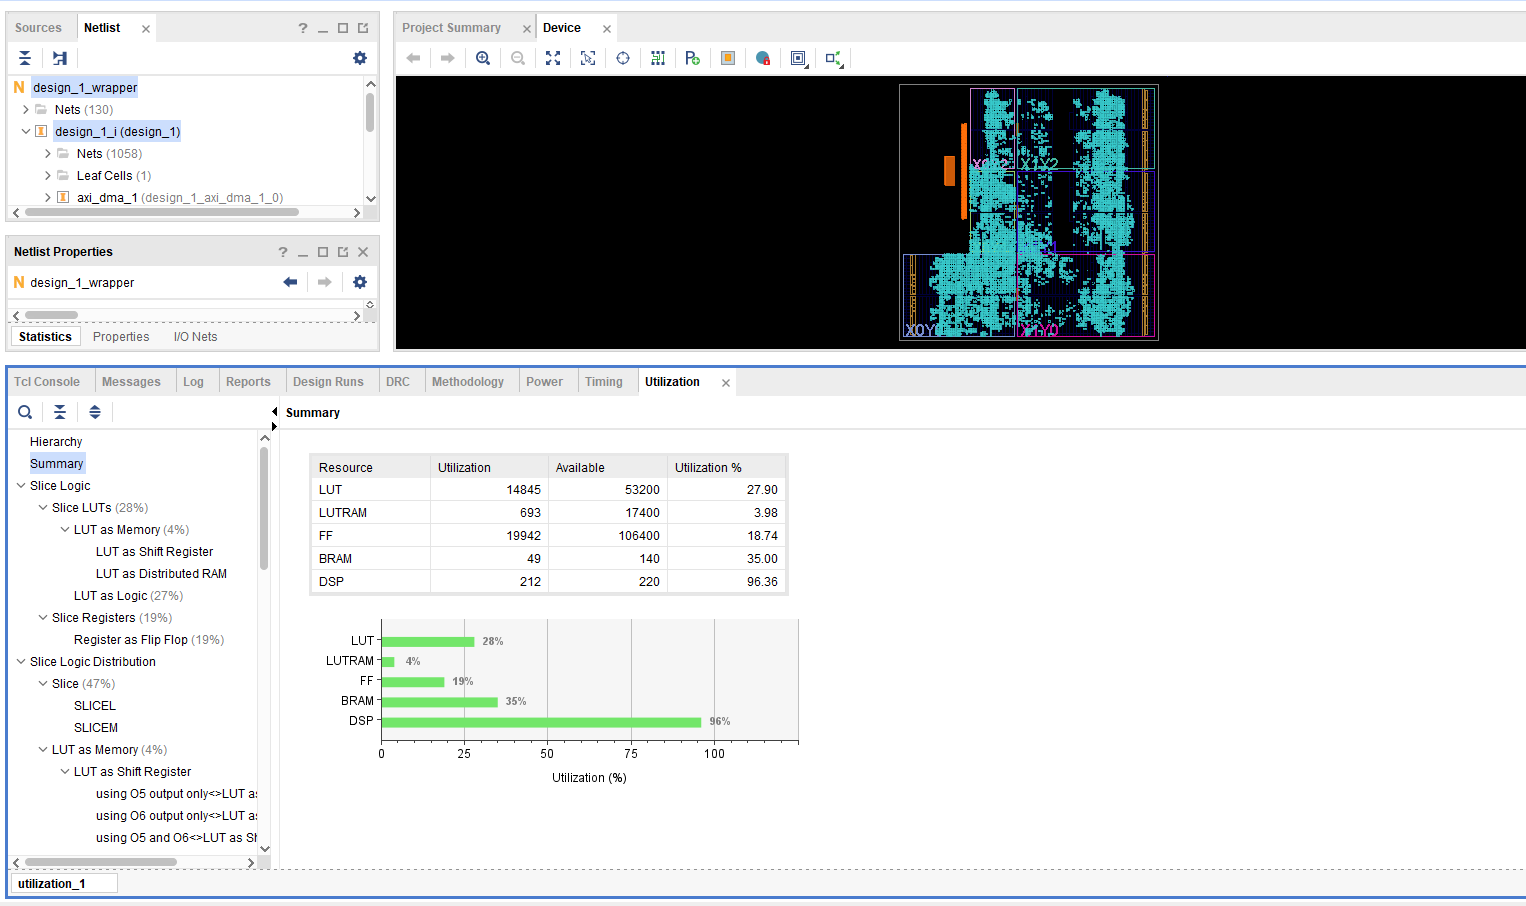 Sources
Netlist
Project Summary
Device
design_1_wrapper
Nets (130)
design_1_i (design_1)
Nets (1058)
Leaf Cells (1)
axi_dma_1 (design_1_axi_dma_1_0)
X1Y2
Netlist Properties
design_1_wrapper
Statistics
Properties
I/O Nets
X1Y0
Tcl Console
Messages
Log
Reports
Design Runs
DRC
Methodology
Power
Timing
Utilization
Summary
Hierarchy
Summary
Slice Logic
Slice LUTs (28%)
LUT as Memory (4%)
LUT as Shift Register
LUT as Distributed RAM
LUT as Logic (27%)
Slice Registers (19%)
Register as Flip Flop (19%)
Slice Logic Distribution
Slice (47%)
SLICEL
SLICEM
LUT as Memory (4%)
LUT as Shift Register
using O5 output only<>LUT as
using O6 output only<>LUT as
using O5 and O6<>LUT as Sh
utilization_1
Resource Utilization Available Utilization %
LUT 14845 53200 27.90
LUTRAM 693 17400 3.98
FF 19942 106400 18.74
BRAM 49 140 35.00
DSP 212 220 96.36
LUT 28%
LUTRAM 4%
FF 19%
BRAM 35%
DSP 96%
0 25 50 75 100
Utilization (%)